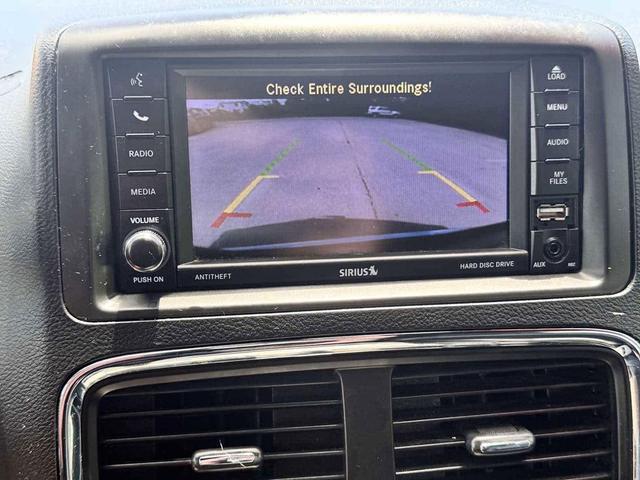 Check Entire Surroundings!
LOAD
MENU
RADIO
AUDIO
MEDIA
MY
FILES
VOLUME
PUSH ON
ANTITHEFT
SIRIUS
HARD DISC DRIVE
AUX